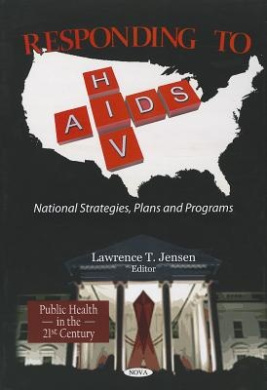 RESPONDING TO
HIV
AIDS
National Strategies, Plans and Programs
Lawrence T. Jensen
Editor
Public Health
— in the —
21st Century
NOVA